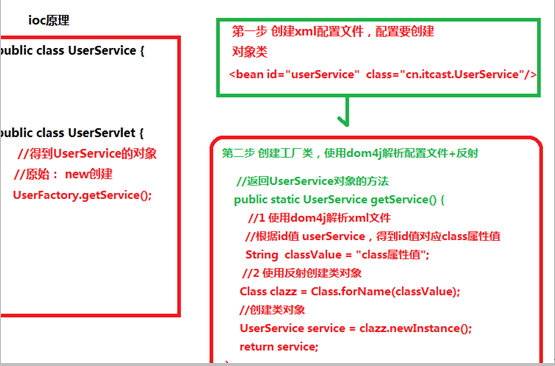 ioc原理
public class UserService {
public class UserServlet {
//得到UserService的对象
//原始： new创建
UserFactory.getService();
第一步 创建xml配置文件，配置要创建
对象类
<bean id="userService" class="cn.itcast.UserService"/>
第二步 创建工厂类，使用dom4j解析配置文件+反射
//返回UserService对象的方法
public static UserService getService() {
//1 使用dom4j解析xml文件
//根据id值 userService，得到id值对应class属性值
String classValue = "class属性值";
//2 使用反射创建类对象
Class clazz = Class.forName(classValue);
//创建类对象
UserService service = clazz.newInstance();
return service;